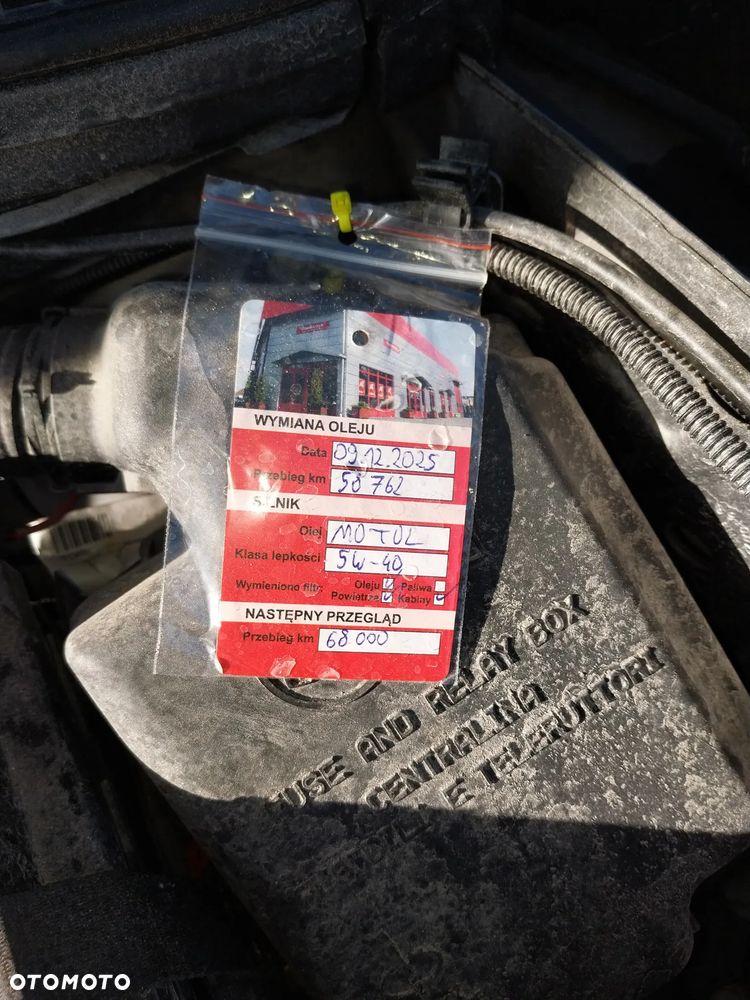 WYMIANA OLEJU
Data 09.12.2025
Przebieg km 58 762
SILNIK
Olej MOTUL
Klasa lepkości 5W-40
Wymieniono filtr: Oleju Paliwa
Powietrza Kabiny
NASTĘPNY PRZEGLĄD
Przebieg km 68 000
FUSE AND RELAY BOX
CENTRALINA
E TELERUTTORI
OTOMOTO